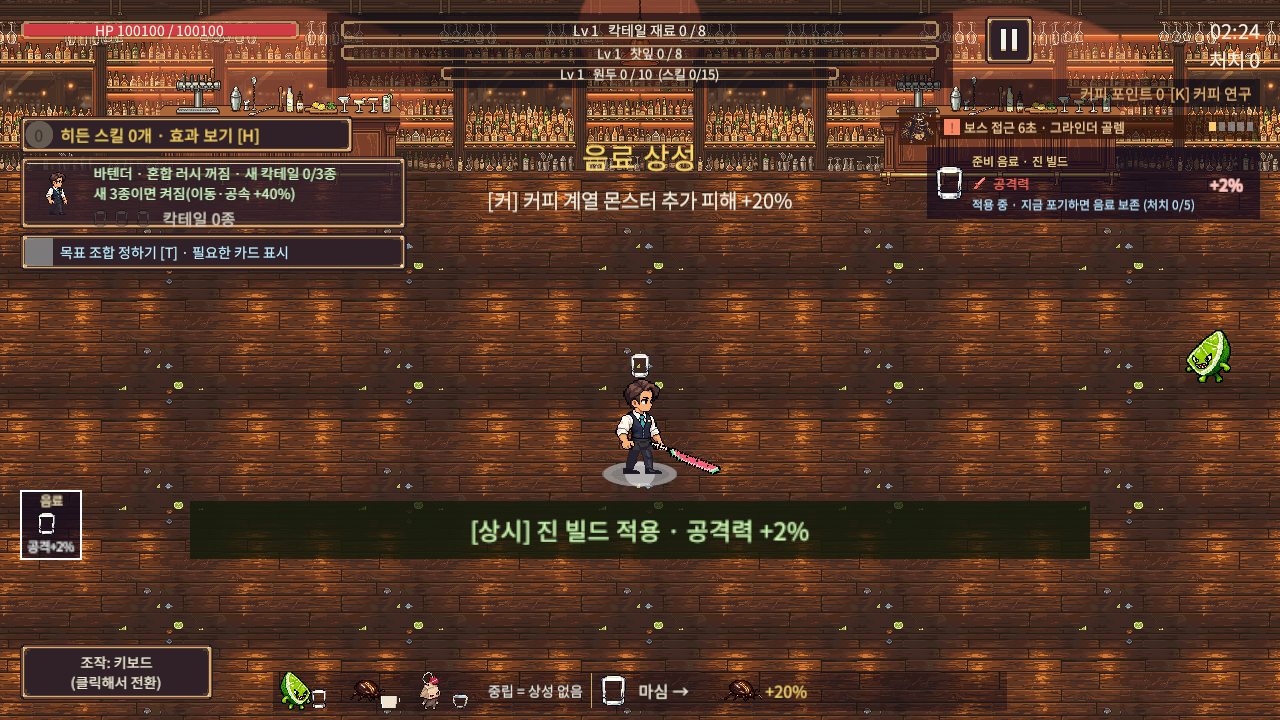 HP 100100 / 100100
Lv 1 칵테일 재료 0 / 8
Lv 1 찻잎 0 / 8
Lv 1 원두 0 / 10 (스킬 0/15)
02:24
처치 0
커피 포인트 0 [K] 커피 연구
0 히든 스킬 0개 · 효과 보기 [H]
! 보스 접근 6초 · 그라인더 골렘
바텐더 · 혼합 러시 꺼짐 · 새 칵테일 0/3종
새 3종이면 켜짐(이동·공속 +40%)
칵테일 0종
음료 상성
[커] 커피 계열 몬스터 추가 피해 +20%
준비 음료 · 진 빌드
공격력 +2%
적용 중 · 지금 포기하면 음료 보존 (처치 0/5)
목표 조합 정하기 [T] · 필요한 카드 표시
음료
공격+2%
[상시] 진 빌드 적용 · 공격력 +2%
조작: 키보드
(클릭해서 전환)
중립 = 상성 없음
마심 →
+20%